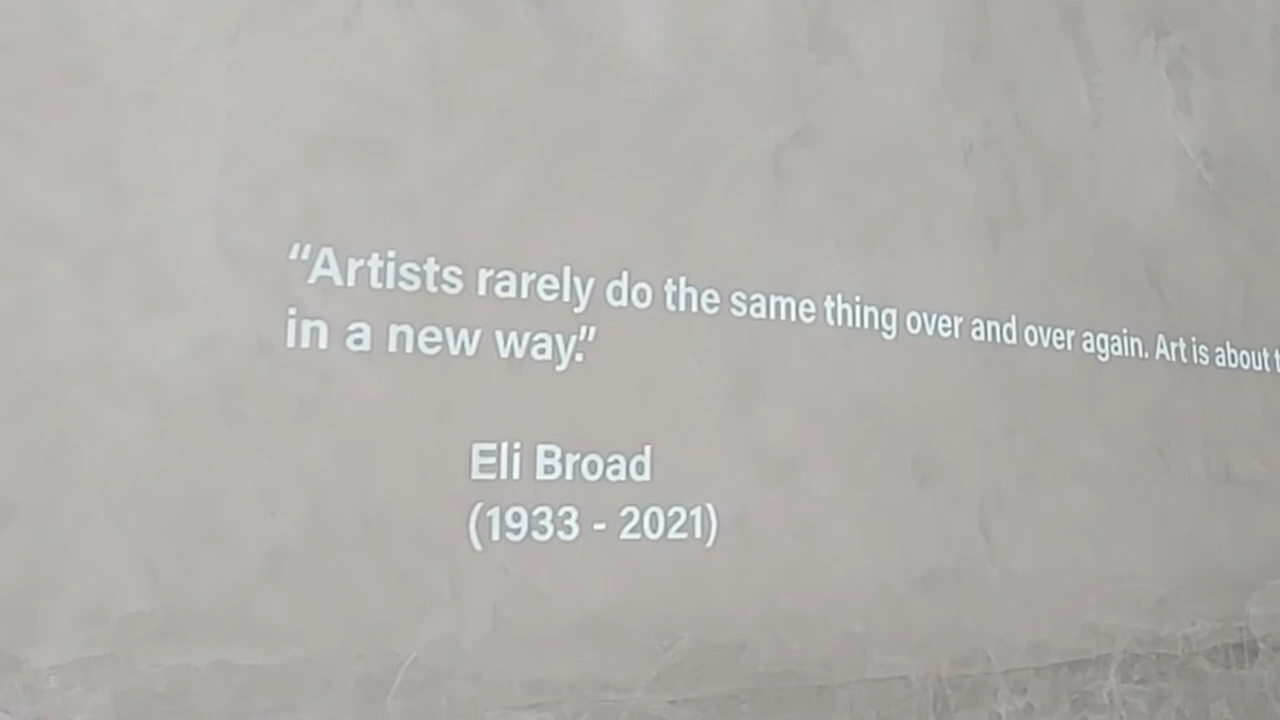 “Artists rarely do the same thing over and over again. Art is about
in a new way.”
Eli Broad
(1933 - 2021)